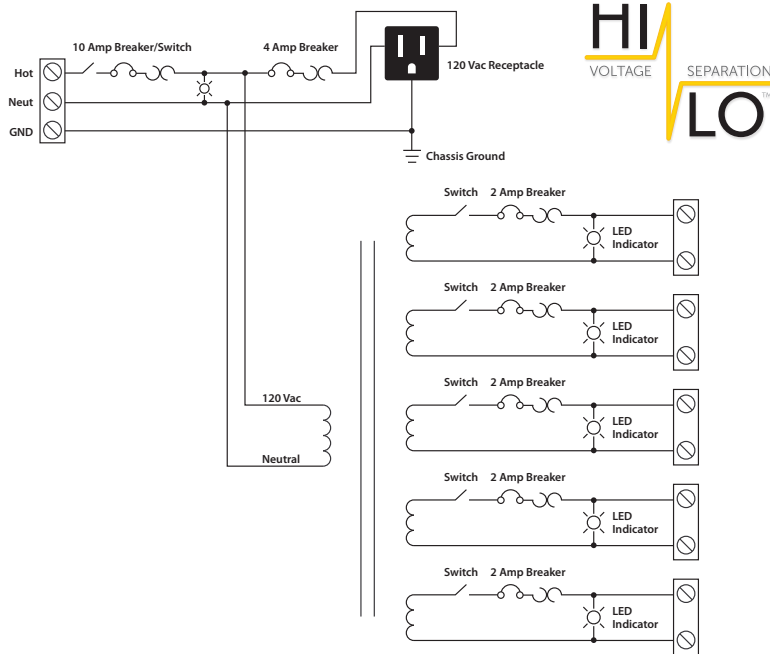 HI
VOLTAGE SEPARATION
LO™
10 Amp Breaker/Switch
4 Amp Breaker
120 Vac Receptacle
Hot
Neut
GND
Chassis Ground
Switch 2 Amp Breaker
LED
Indicator
Switch 2 Amp Breaker
LED
Indicator
120 Vac
Neutral
Switch 2 Amp Breaker
LED
Indicator
Switch 2 Amp Breaker
LED
Indicator
Switch 2 Amp Breaker
LED
Indicator